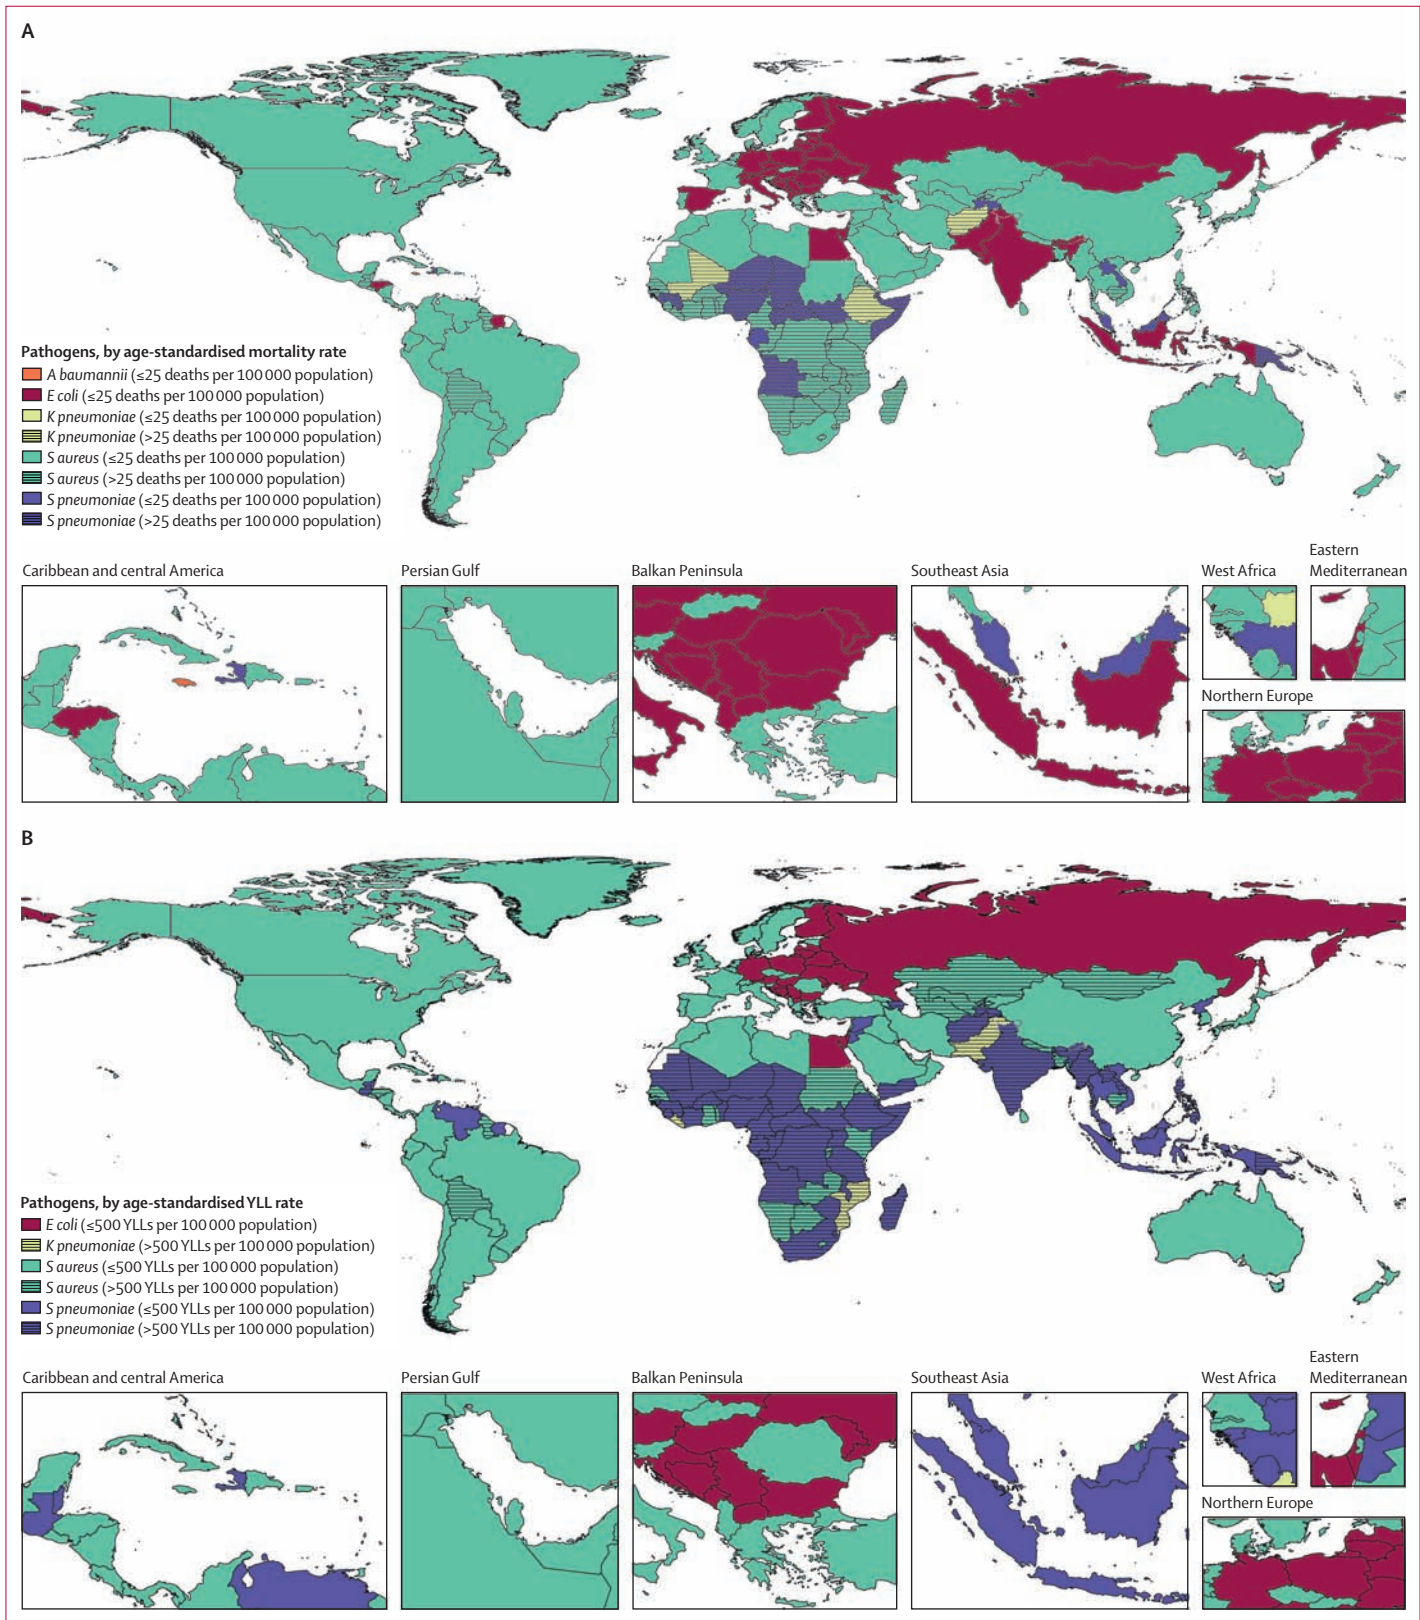 A
Pathogens, by age-standardised mortality rate
A baumannii (≤25 deaths per 100 000 population)
E coli (≤25 deaths per 100 000 population)
K pneumoniae (≤25 deaths per 100 000 population)
K pneumoniae (>25 deaths per 100 000 population)
S aureus (≤25 deaths per 100 000 population)
S aureus (>25 deaths per 100 000 population)
S pneumoniae (≤25 deaths per 100 000 population)
S pneumoniae (>25 deaths per 100 000 population)
Caribbean and central America
Persian Gulf
Balkan Peninsula
Southeast Asia
West Africa
Eastern
Mediterranean
Northern Europe
B
Pathogens, by age-standardised YLL rate
E coli (≤500 YLLs per 100 000 population)
K pneumoniae (>500 YLLs per 100 000 population)
S aureus (≤500 YLLs per 100 000 population)
S aureus (>500 YLLs per 100 000 population)
S pneumoniae (≤500 YLLs per 100 000 population)
S pneumoniae (>500 YLLs per 100 000 population)
Caribbean and central America
Persian Gulf
Balkan Peninsula
Southeast Asia
West Africa
Eastern
Mediterranean
Northern Europe